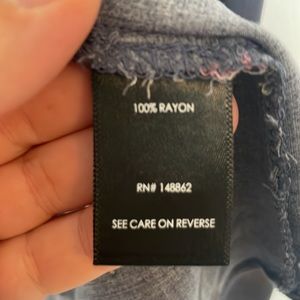 100% RAYON
RN# 148862
SEE CARE ON REVERSE